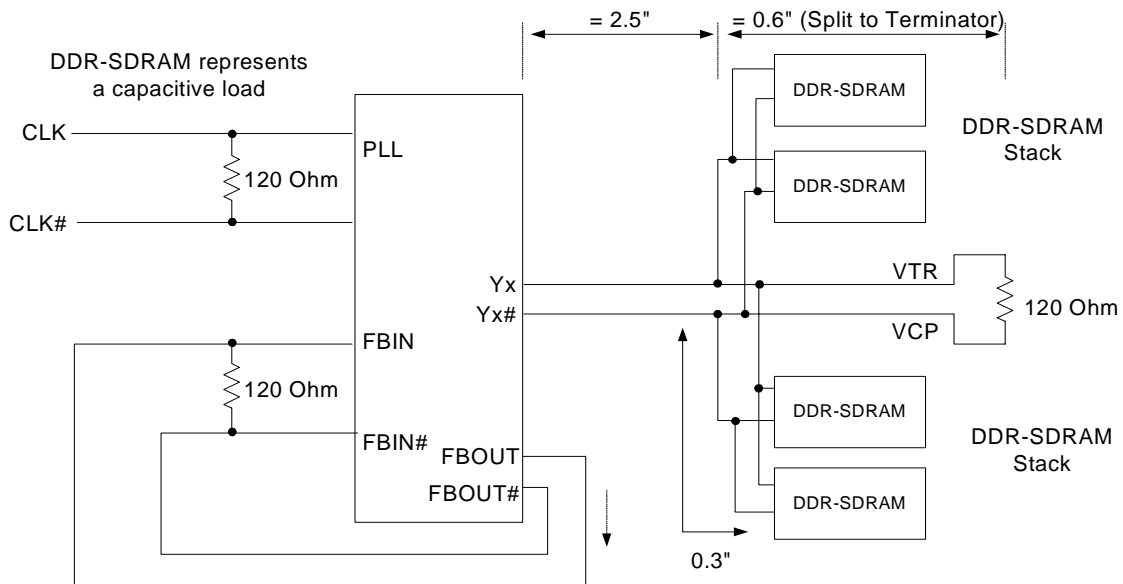 = 2.5"
= 0.6" (Split to Terminator)
DDR-SDRAM represents
a capacitive load
CLK
PLL
120 Ohm
CLK#
DDR-SDRAM
DDR-SDRAM
DDR-SDRAM
Stack
Yx
Yx#
VTR
VCP
120 Ohm
FBIN
120 Ohm
FBIN#
FBOUT
FBOUT#
DDR-SDRAM
DDR-SDRAM
DDR-SDRAM
Stack
0.3"